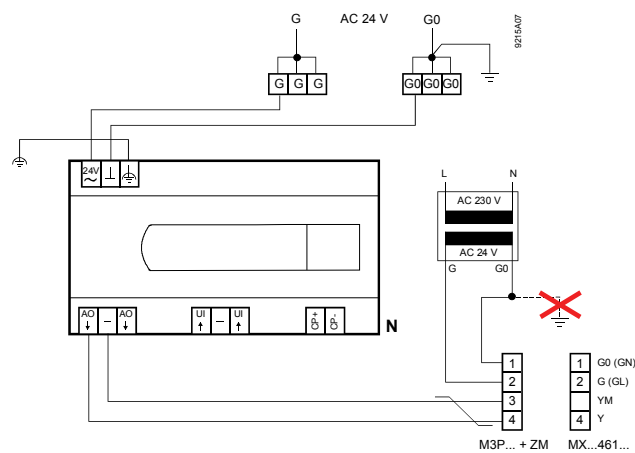 G AC 24 V G0
9215A07
G G G G0 G0 G0
24V ~ ⊥
L N
AC 230 V
AC 24 V
G G0
AO ↓ – AO ↓ UI ↑ – UI ↑ CP+ CP-
N
1 1 G0 (GN)
2 2 G (GL)
3 YM
4 4 Y
M3P... + ZM MX...461...